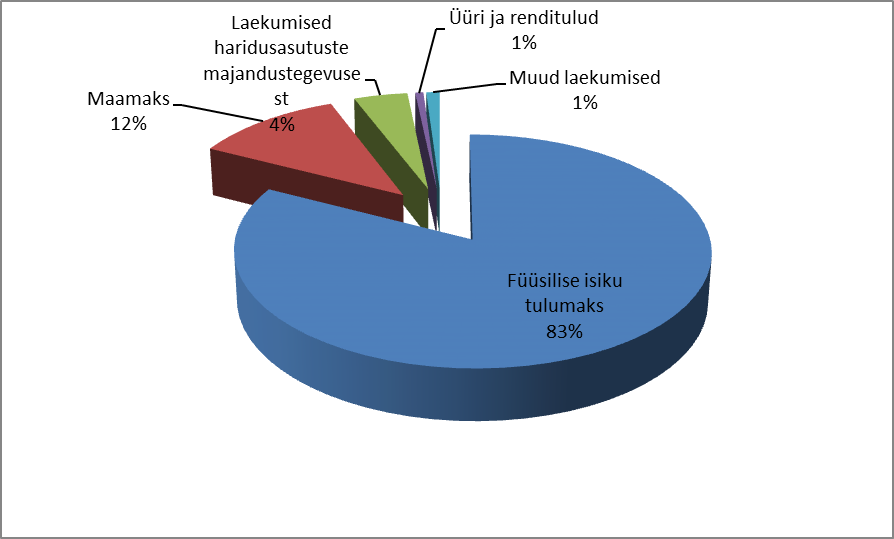 Laekumised
haridusasutuste
majandustegevuse
st
4%
Üüri ja renditulud
1%
Muud laekumised
1%
Maamaks
12%
Füüsilise isiku
tulumaks
83%